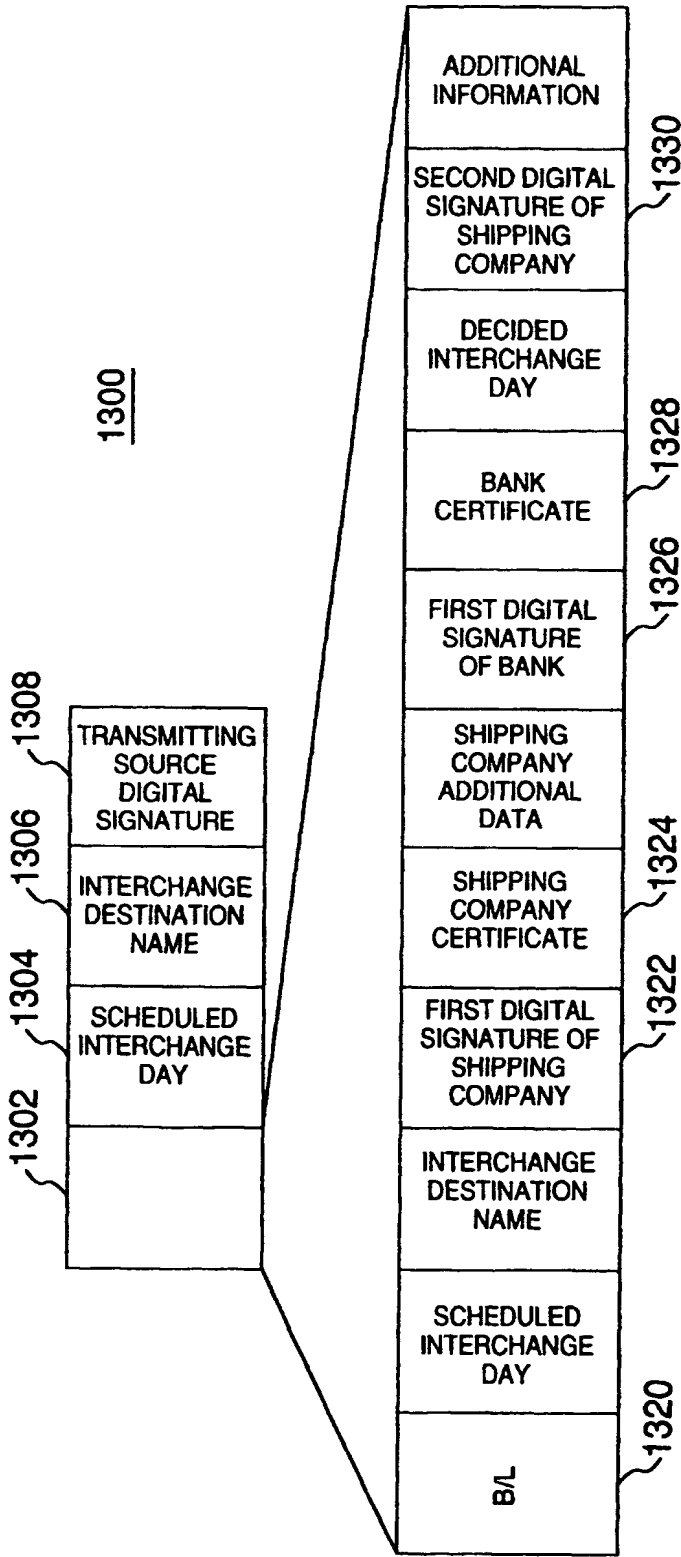 1300
1302
1304
1306
1308
SCHEDULED
INTERCHANGE
DAY
INTERCHANGE
DESTINATION
NAME
TRANSMITTING
SOURCE
DIGITAL
SIGNATURE
B/L
SCHEDULED
INTERCHANGE
DAY
INTERCHANGE
DESTINATION
NAME
FIRST DIGITAL
SIGNATURE OF
SHIPPING
COMPANY
SHIPPING
COMPANY
CERTIFICATE
SHIPPING
COMPANY
ADDITIONAL
DATA
FIRST DIGITAL
SIGNATURE
OF BANK
BANK
CERTIFICATE
DECIDED
INTERCHANGE
DAY
SECOND DIGITAL
SIGNATURE OF
SHIPPING
COMPANY
ADDITIONAL
INFORMATION
1320
1322
1324
1326
1328
1330